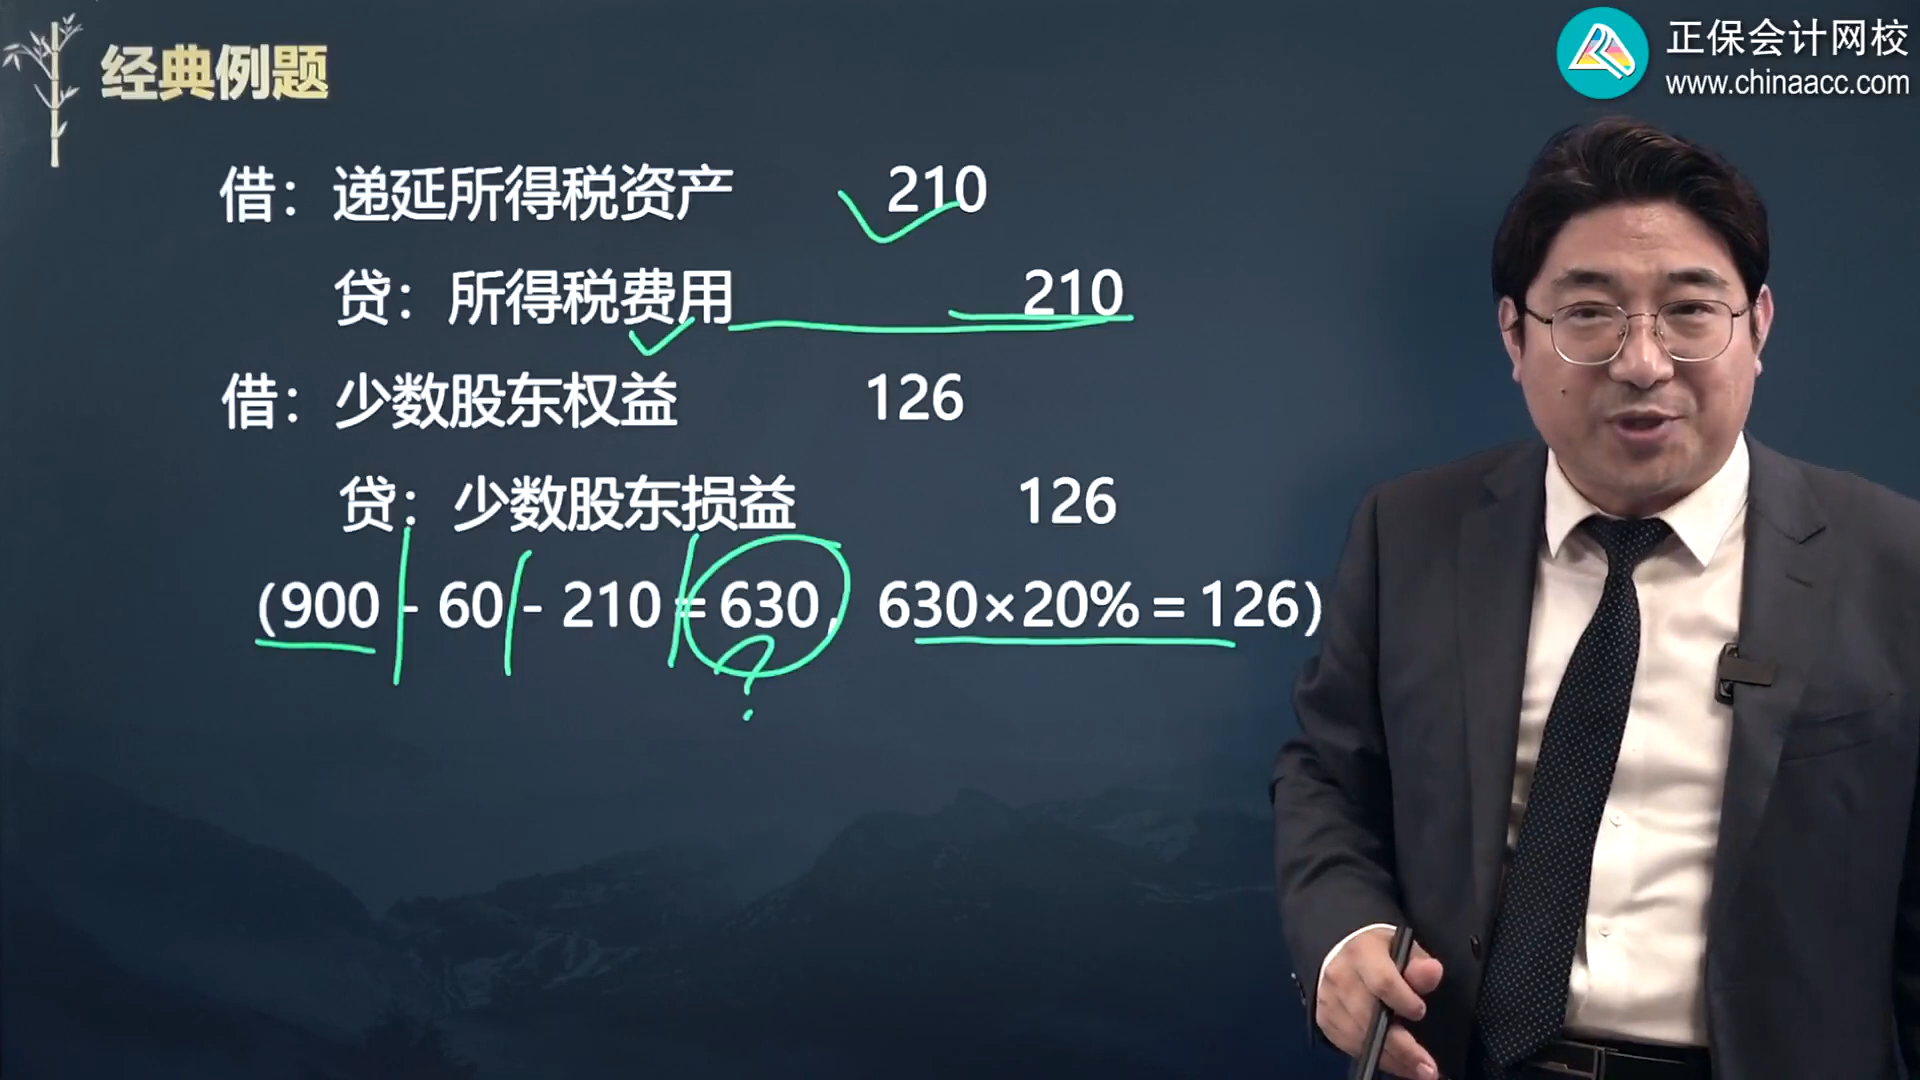 经典例题
正保会计网校
www.chinaacc.com
借：递延所得税资产 210
贷：所得税费用 210
借：少数股东权益 126
贷：少数股东损益 126
(900 - 60 - 210 = 630, 630×20% = 126)
?